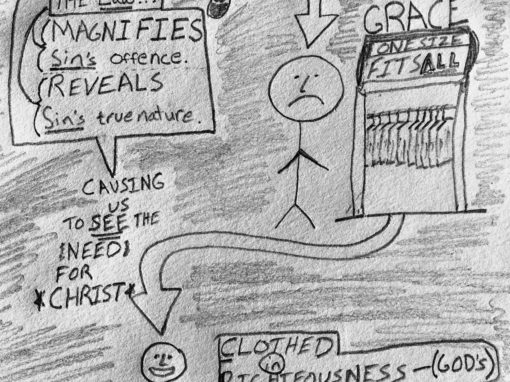 THE LAW...
MAGNIFIES
Sin's offence.
REVEALS
Sin's true nature.
CAUSING
US
TO SEE THE
NEED
FOR
*CHRIST*
GRACE
ONE SIZE
FITS ALL
CLOTHED
IN
RIGHTEOUSNESS – (GOD'S)